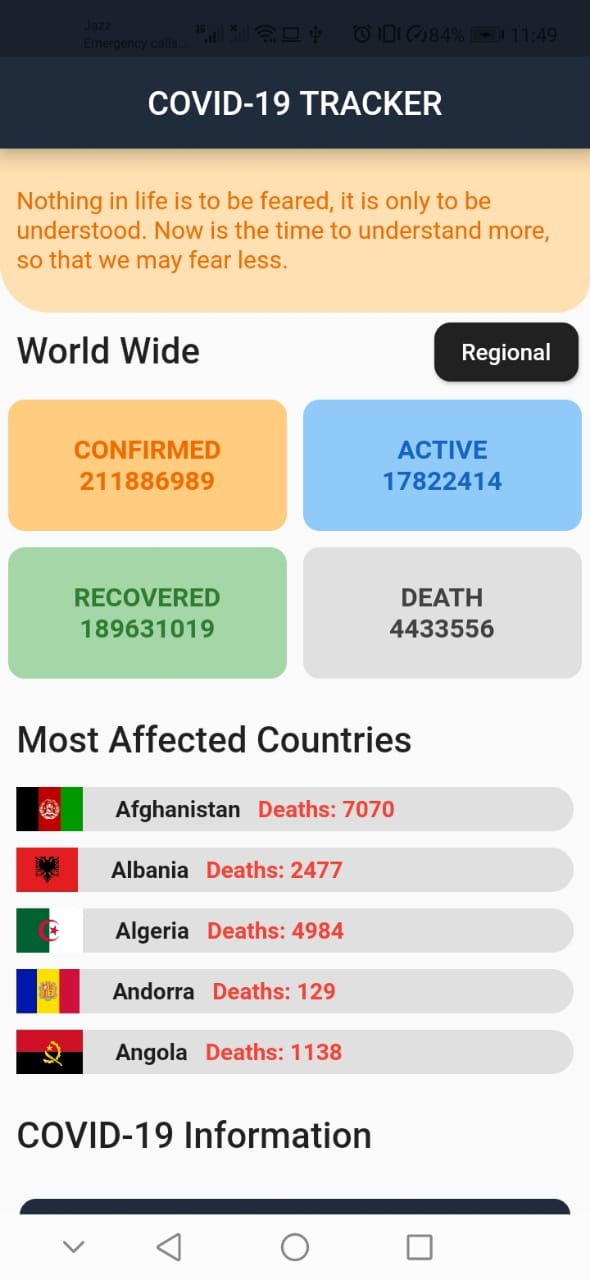 Jazz
Emergency calls...
3G
84%
11:49
COVID-19 TRACKER
Nothing in life is to be feared, it is only to be
understood. Now is the time to understand more,
so that we may fear less.
World Wide
Regional
CONFIRMED
211886989
ACTIVE
17822414
RECOVERED
189631019
DEATH
4433556
Most Affected Countries
Afghanistan Deaths: 7070
Albania Deaths: 2477
Algeria Deaths: 4984
Andorra Deaths: 129
Angola Deaths: 1138
COVID-19 Information